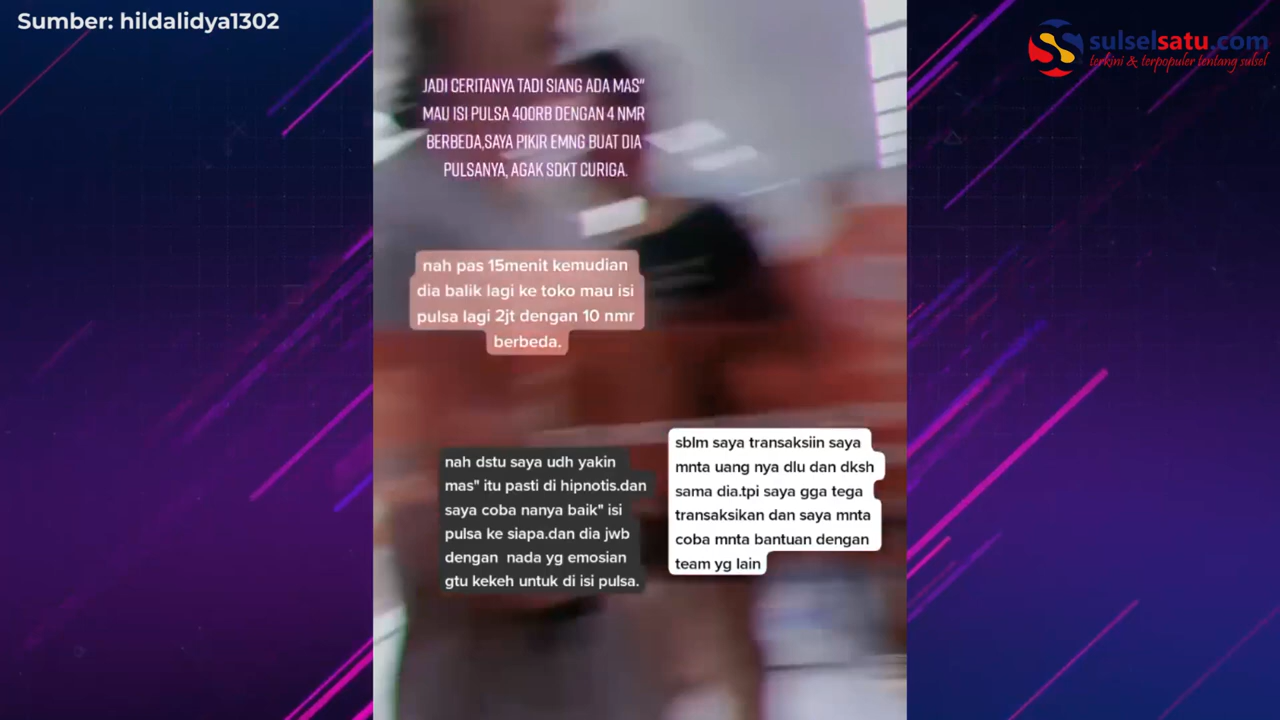 Sumber: hildalidya1302
sulselsatu.com
terkini & terpopuler tentang sulsel
JADI CERITANYA TADI SIANG ADA MAS"
MAU ISI PULSA 400RB DENGAN 4 NMR
BERBEDA,SAYA PIKIR EMNG BUAT DIA
PULSANYA, AGAK SDKT CURIGA.
nah pas 15menit kemudian
dia balik lagi ke toko mau isi
pulsa lagi 2jt dengan 10 nmr
berbeda.
nah dstu saya udh yakin
mas" itu pasti di hipnotis.dan
saya coba nanya baik" isi
pulsa ke siapa.dan dia jwb
dengan nada yg emosian
gtu kekeh untuk di isi pulsa.
sblm saya transaksiin saya
mnta uang nya dlu dan dksh
sama dia.tpi saya gga tega
transaksikan dan saya mnta
coba mnta bantuan dengan
team yg lain